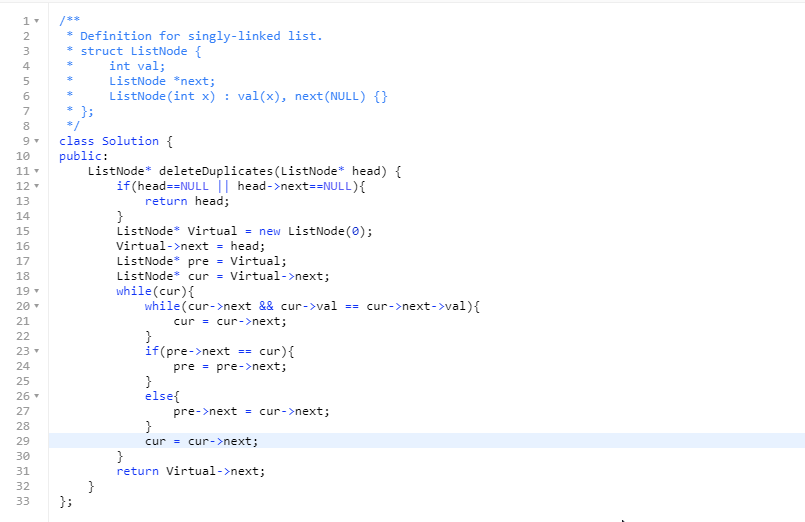 1 /**
2  * Definition for singly-linked list.
3  * struct ListNode {
4  *     int val;
5  *     ListNode *next;
6  *     ListNode(int x) : val(x), next(NULL) {}
7  * };
8  */
9 class Solution {
10 public:
11     ListNode* deleteDuplicates(ListNode* head) {
12         if(head==NULL || head->next==NULL){
13             return head;
14         }
15         ListNode* Virtual = new ListNode(0);
16         Virtual->next = head;
17         ListNode* pre = Virtual;
18         ListNode* cur = Virtual->next;
19         while(cur){
20             while(cur->next && cur->val == cur->next->val){
21                 cur = cur->next;
22             }
23             if(pre->next == cur){
24                 pre = pre->next;
25             }
26             else{
27                 pre->next = cur->next;
28             }
29             cur = cur->next;
30         }
31         return Virtual->next;
32     }
33 };